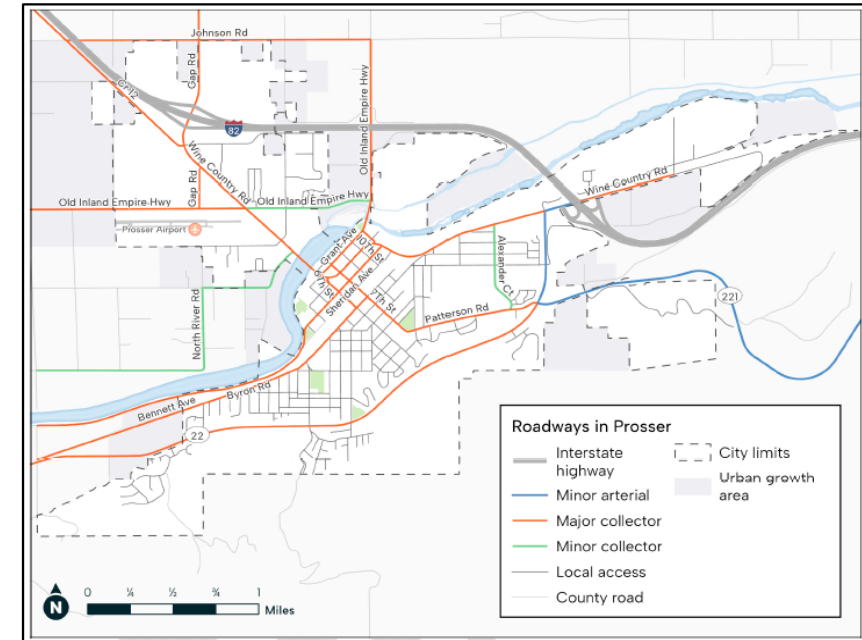 Johnson Rd
Gap Rd
Cr-12
82
Old Inland Empire Hwy
Wine Country Rd
Wine Country Rd
Gap Rd
Old Inland Empire Hwy
Old Inland Empire Hwy
Prosser Airport
Grant Ave
10Th St
6Th St
Sheridan Ave
7Th St
Alexander Ct
Patterson Rd
221
North River Rd
Bennett Ave
Byron Rd
22
Roadways in Prosser
Interstate
highway
Minor arterial
Major collector
Minor collector
Local access
County road
City limits
Urban growth
area
N
0 ¼ ½ ¾ 1
Miles